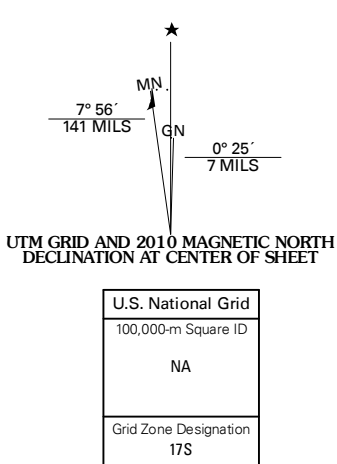 ★
MN
7° 56´
141 MILS
GN
0° 25´
7 MILS
UTM GRID AND 2010 MAGNETIC NORTH
DECLINATION AT CENTER OF SHEET
U.S. National Grid
100,000-m Square ID
NA
Grid Zone Designation
17S